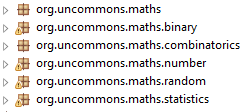 org.uncommons.maths
org.uncommons.maths.binary
org.uncommons.maths.combinatorics
org.uncommons.maths.number
org.uncommons.maths.random
org.uncommons.maths.statistics